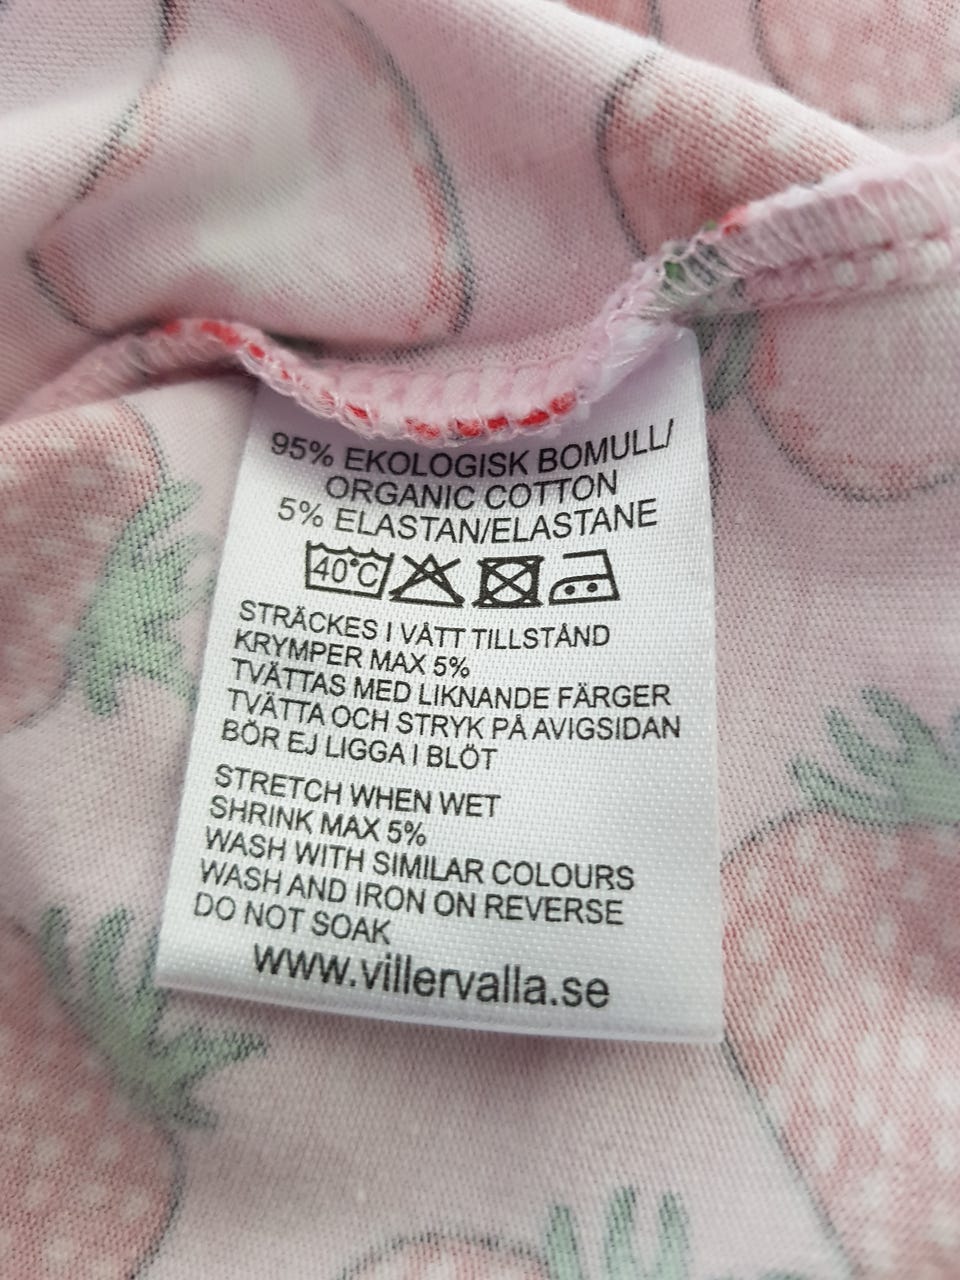 95% EKOLOGISK BOMULL/
ORGANIC COTTON
5% ELASTAN/ELASTANE
40°C
STRÄCKES I VÅTT TILLSTÅND
KRYMPER MAX 5%
TVÄTTAS MED LIKNANDE FÄRGER
TVÄTTA OCH STRYK PÅ AVIGSIDAN
BÖR EJ LIGGA I BLÖT
STRETCH WHEN WET
SHRINK MAX 5%
WASH WITH SIMILAR COLOURS
WASH AND IRON ON REVERSE
DO NOT SOAK
www.villervalla.se